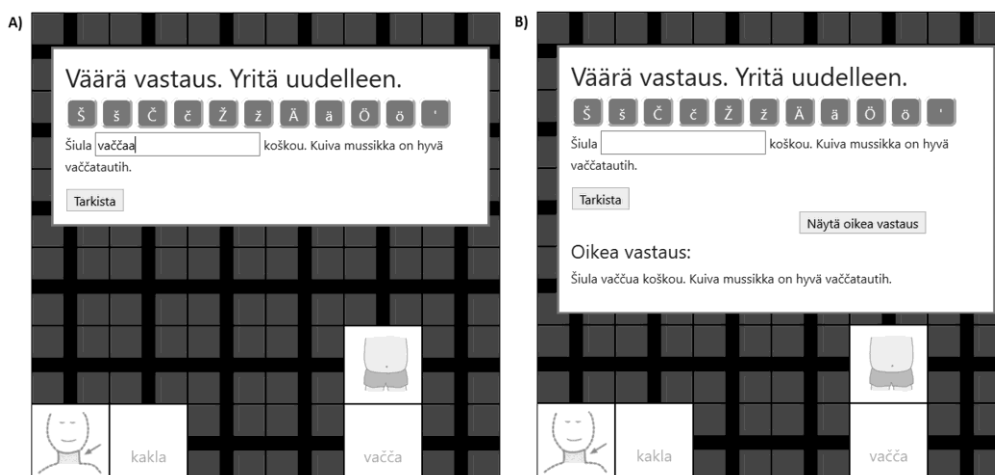 A)
Väärä vastaus. Yritä uudelleen.
Š š Č č Ž ž Ä ä Ö ö '
Šiula vaččaa koškou. Kuiva mussikka on hyvä
vaččatautih.
Tarkista
kakla
vačča
B)
Väärä vastaus. Yritä uudelleen.
Š š Č č Ž ž Ä ä Ö ö '
Šiula koškou. Kuiva mussikka on hyvä
vaččatautih.
Tarkista
Näytä oikea vastaus
Oikea vastaus:
Šiula vaččua koškou. Kuiva mussikka on hyvä vaččatautih.
kakla
vačča